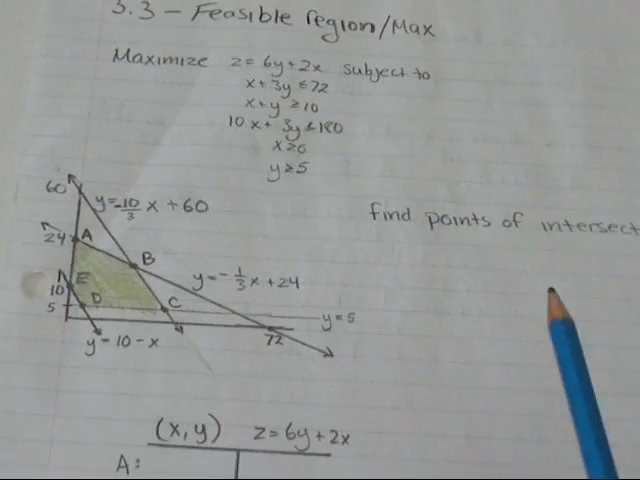 3.3 - Feasible region/Max
Maximize z = 6y + 2x subject to
x + 3y ≤ 72
x + y ≥ 10
10x + 3y ≤ 180
x ≥ 0
y ≥ 5
60
y = -10/3 x + 60
find points of intersect
24 A
B
y = -1/3 x + 24
E
10
D
C
5
y = 5
72
y = 10 - x
(x, y) z = 6y + 2x
A: